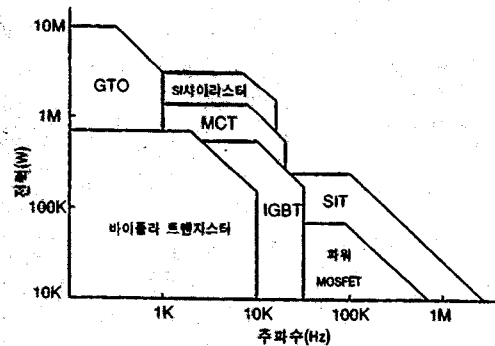 10M
GTO
SI사이리스터
1M
MCT
전력(W)
SIT
100K
IGBT
바이폴라 트랜지스터
파워
MOSFET
10K
1K
10K
100K
1M
주파수(Hz)